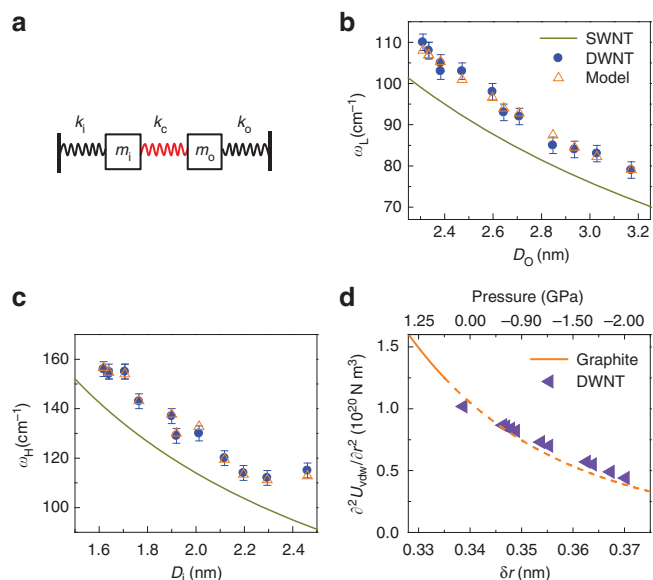 a
k_i k_c k_o
m_i m_o
b
110
100
90
80
70
ω_L(cm⁻¹)
SWNT
DWNT
Model
2.4 2.6 2.8 3.0 3.2
D_O (nm)
c
160
140
120
100
ω_H(cm⁻¹)
1.6 1.8 2.0 2.2 2.4
D_i (nm)
d
Pressure (GPa)
1.25 0.00 −0.90 −1.50 −2.00
1.5
1.0
0.5
0.0
∂²U_vdw/∂r² (10²⁰ N m³)
Graphite
DWNT
0.33 0.34 0.35 0.36 0.37
δr (nm)